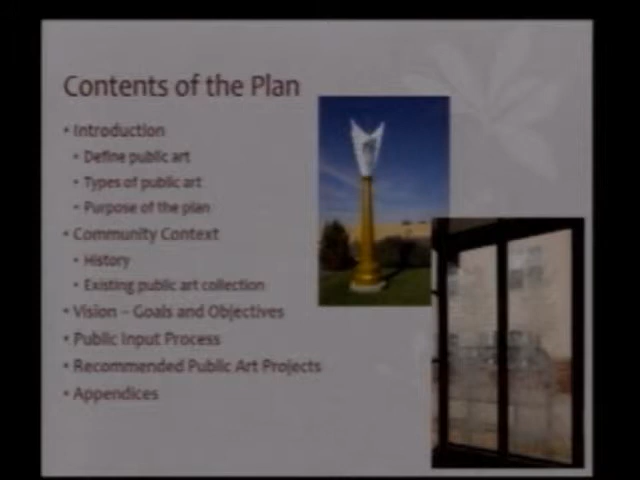 Contents of the Plan
• Introduction
• Define public art
• Types of public art
• Purpose of the plan
• Community Context
• History
• Existing public art collection
• Vision – Goals and Objectives
• Public Input Process
• Recommended Public Art Projects
• Appendices